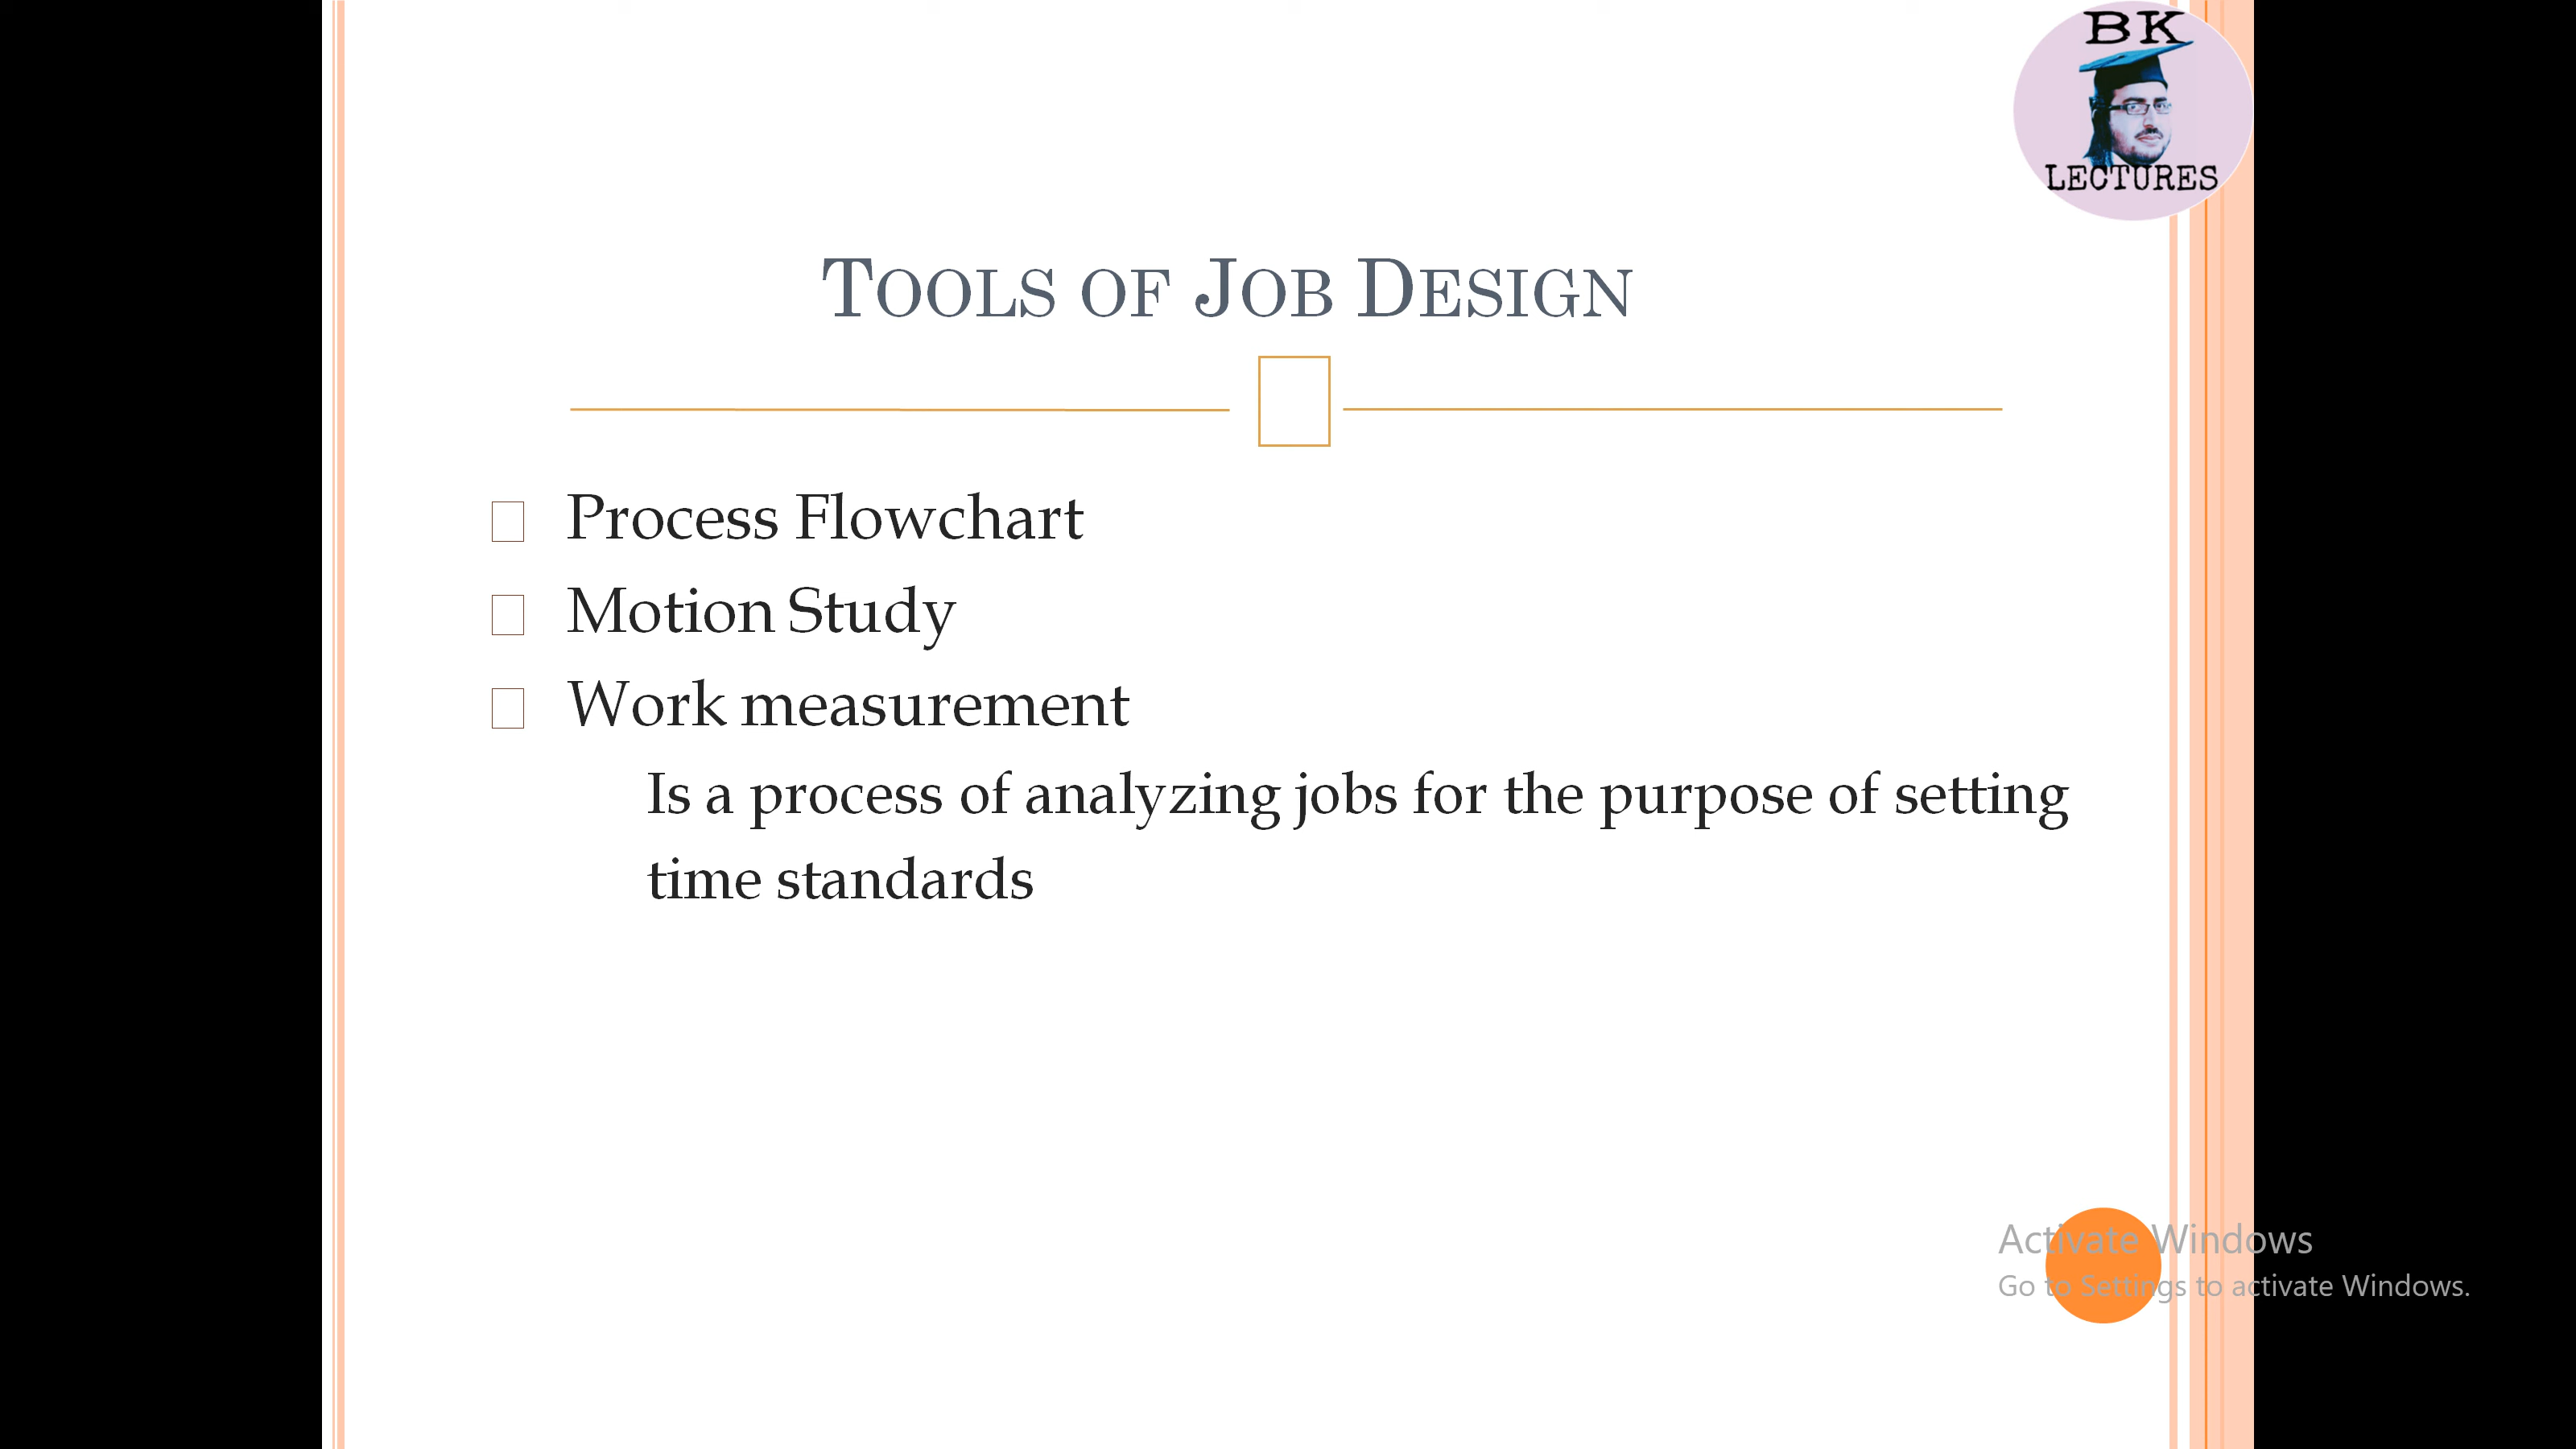 BK
LECTURES
TOOLS OF JOB DESIGN
Process Flowchart
Motion Study
Work measurement
Is a process of analyzing jobs for the purpose of setting
time standards
Activate Windows
Go to Settings to activate Windows.